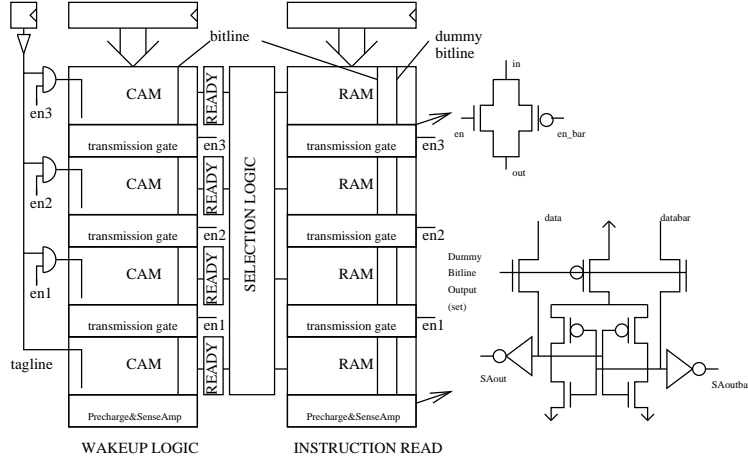 bitline
dummy
bitline
CAM
READY
RAM
in
en3
en
en_bar
transmission gate
en3
transmission gate
en3
out
CAM
READY
SELECTION LOGIC
RAM
en2
transmission gate
en2
transmission gate
en2
data
databar
CAM
READY
RAM
Dummy
Bitline
Output
(set)
en1
transmission gate
en1
transmission gate
en1
tagline
CAM
READY
RAM
SAout
SAoutba
Precharge&SenseAmp
Precharge&SenseAmp
WAKEUP LOGIC
INSTRUCTION READ